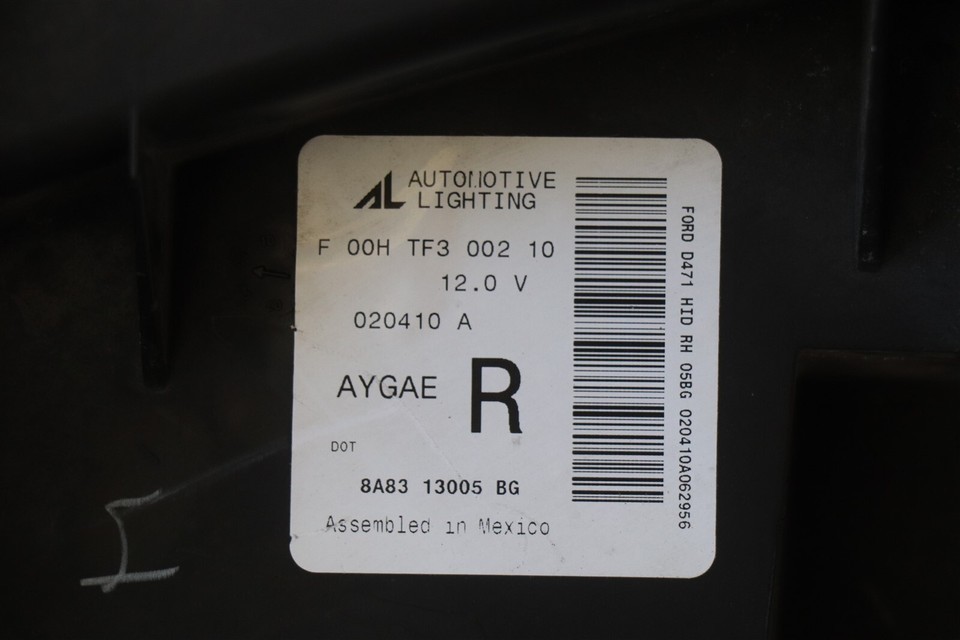 AL AUTOMOTIVE
LIGHTING
F 00H TF3 002 10
12.0 V
020410 A
AYGAE R
DOT
8A83 13005 BG
Assembled in Mexico
FORD D471 HID RH 05BG 020410A062956